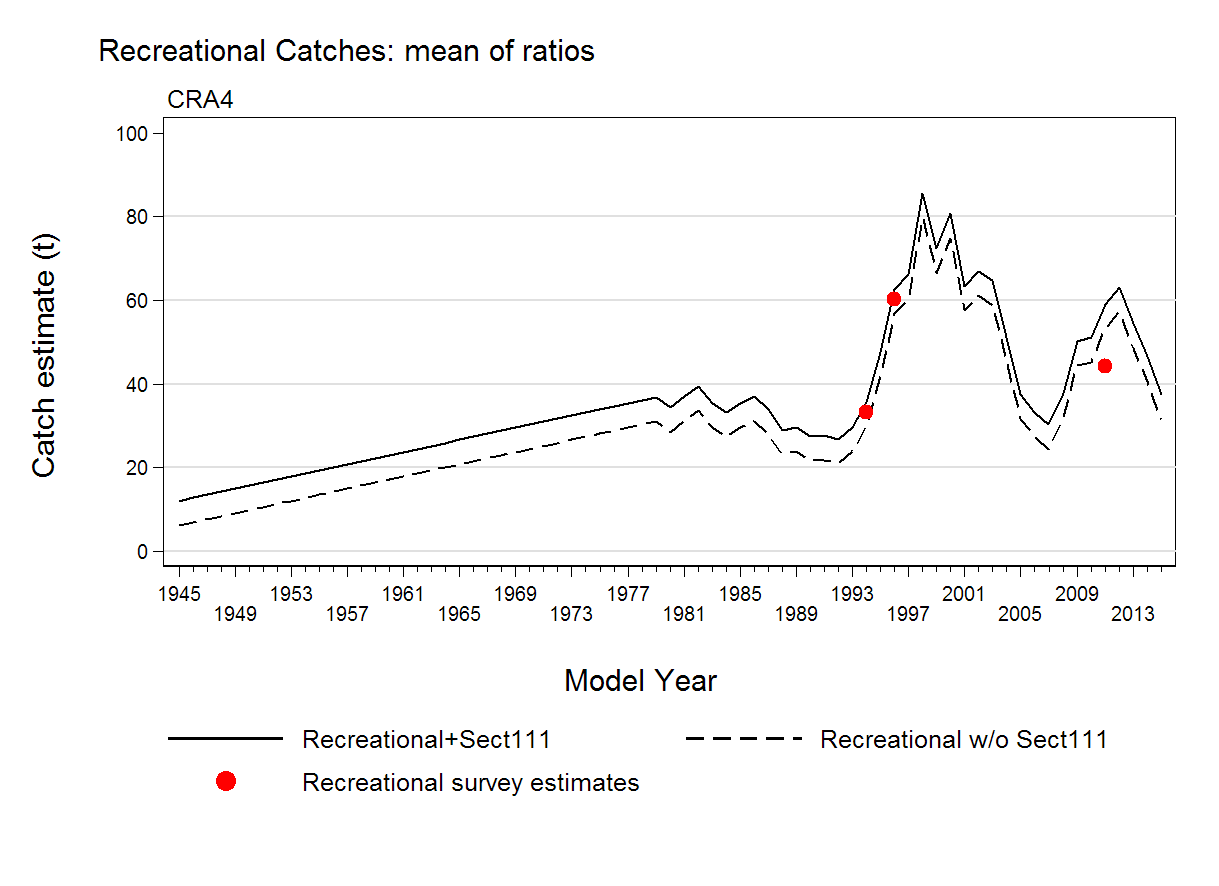 Recreational Catches: mean of ratios
CRA4
100
80
60
40
20
0
Catch estimate (t)
1945 1953 1961 1969 1977 1985 1993 2001 2009
1949 1957 1965 1973 1981 1989 1997 2005 2013
Model Year
Recreational+Sect111 Recreational w/o Sect111
Recreational survey estimates